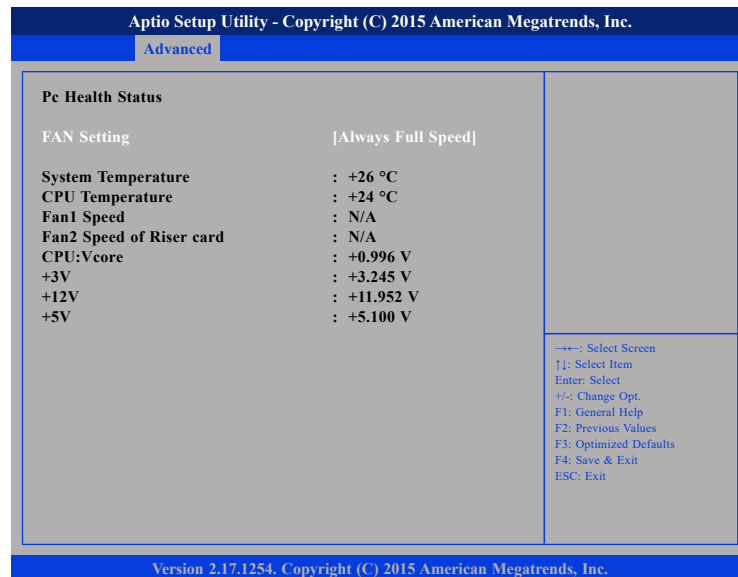 Aptio Setup Utility - Copyright (C) 2015 American Megatrends, Inc.
Advanced
Pc Health Status
FAN Setting [Always Full Speed]
System Temperature : +26 °C
CPU Temperature : +24 °C
Fan1 Speed : N/A
Fan2 Speed of Riser card : N/A
CPU:Vcore : +0.996 V
+3V : +3.245 V
+12V : +11.952 V
+5V : +5.100 V
→←: Select Screen
↑↓: Select Item
Enter: Select
+/-: Change Opt.
F1: General Help
F2: Previous Values
F3: Optimized Defaults
F4: Save & Exit
ESC: Exit
Version 2.17.1254. Copyright (C) 2015 American Megatrends, Inc.